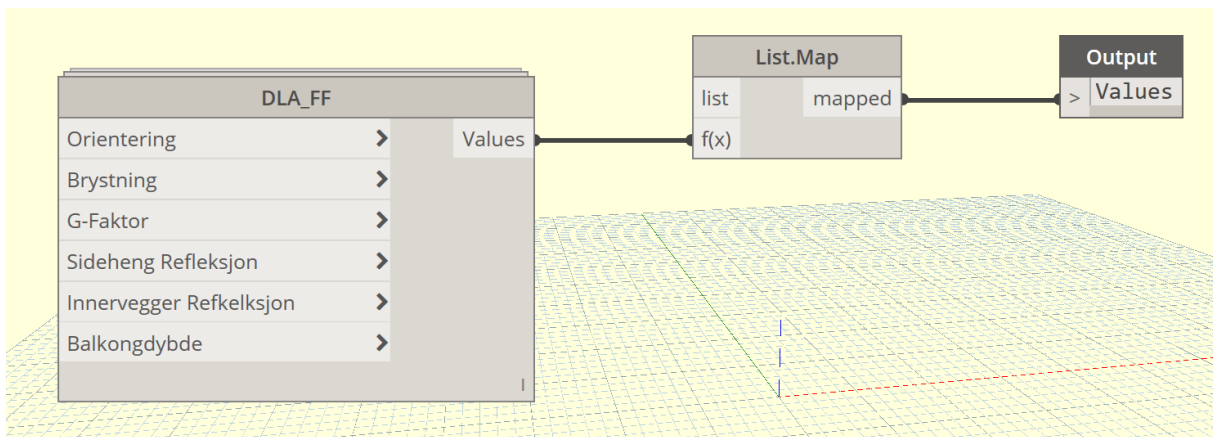 DLA_FF
Orientering
Brystning
G-Faktor
Sideheng Refleksjon
Innervegger Refkelksjon
Balkongdybde
Values
l
List.Map
list
f(x)
mapped
Output
> Values